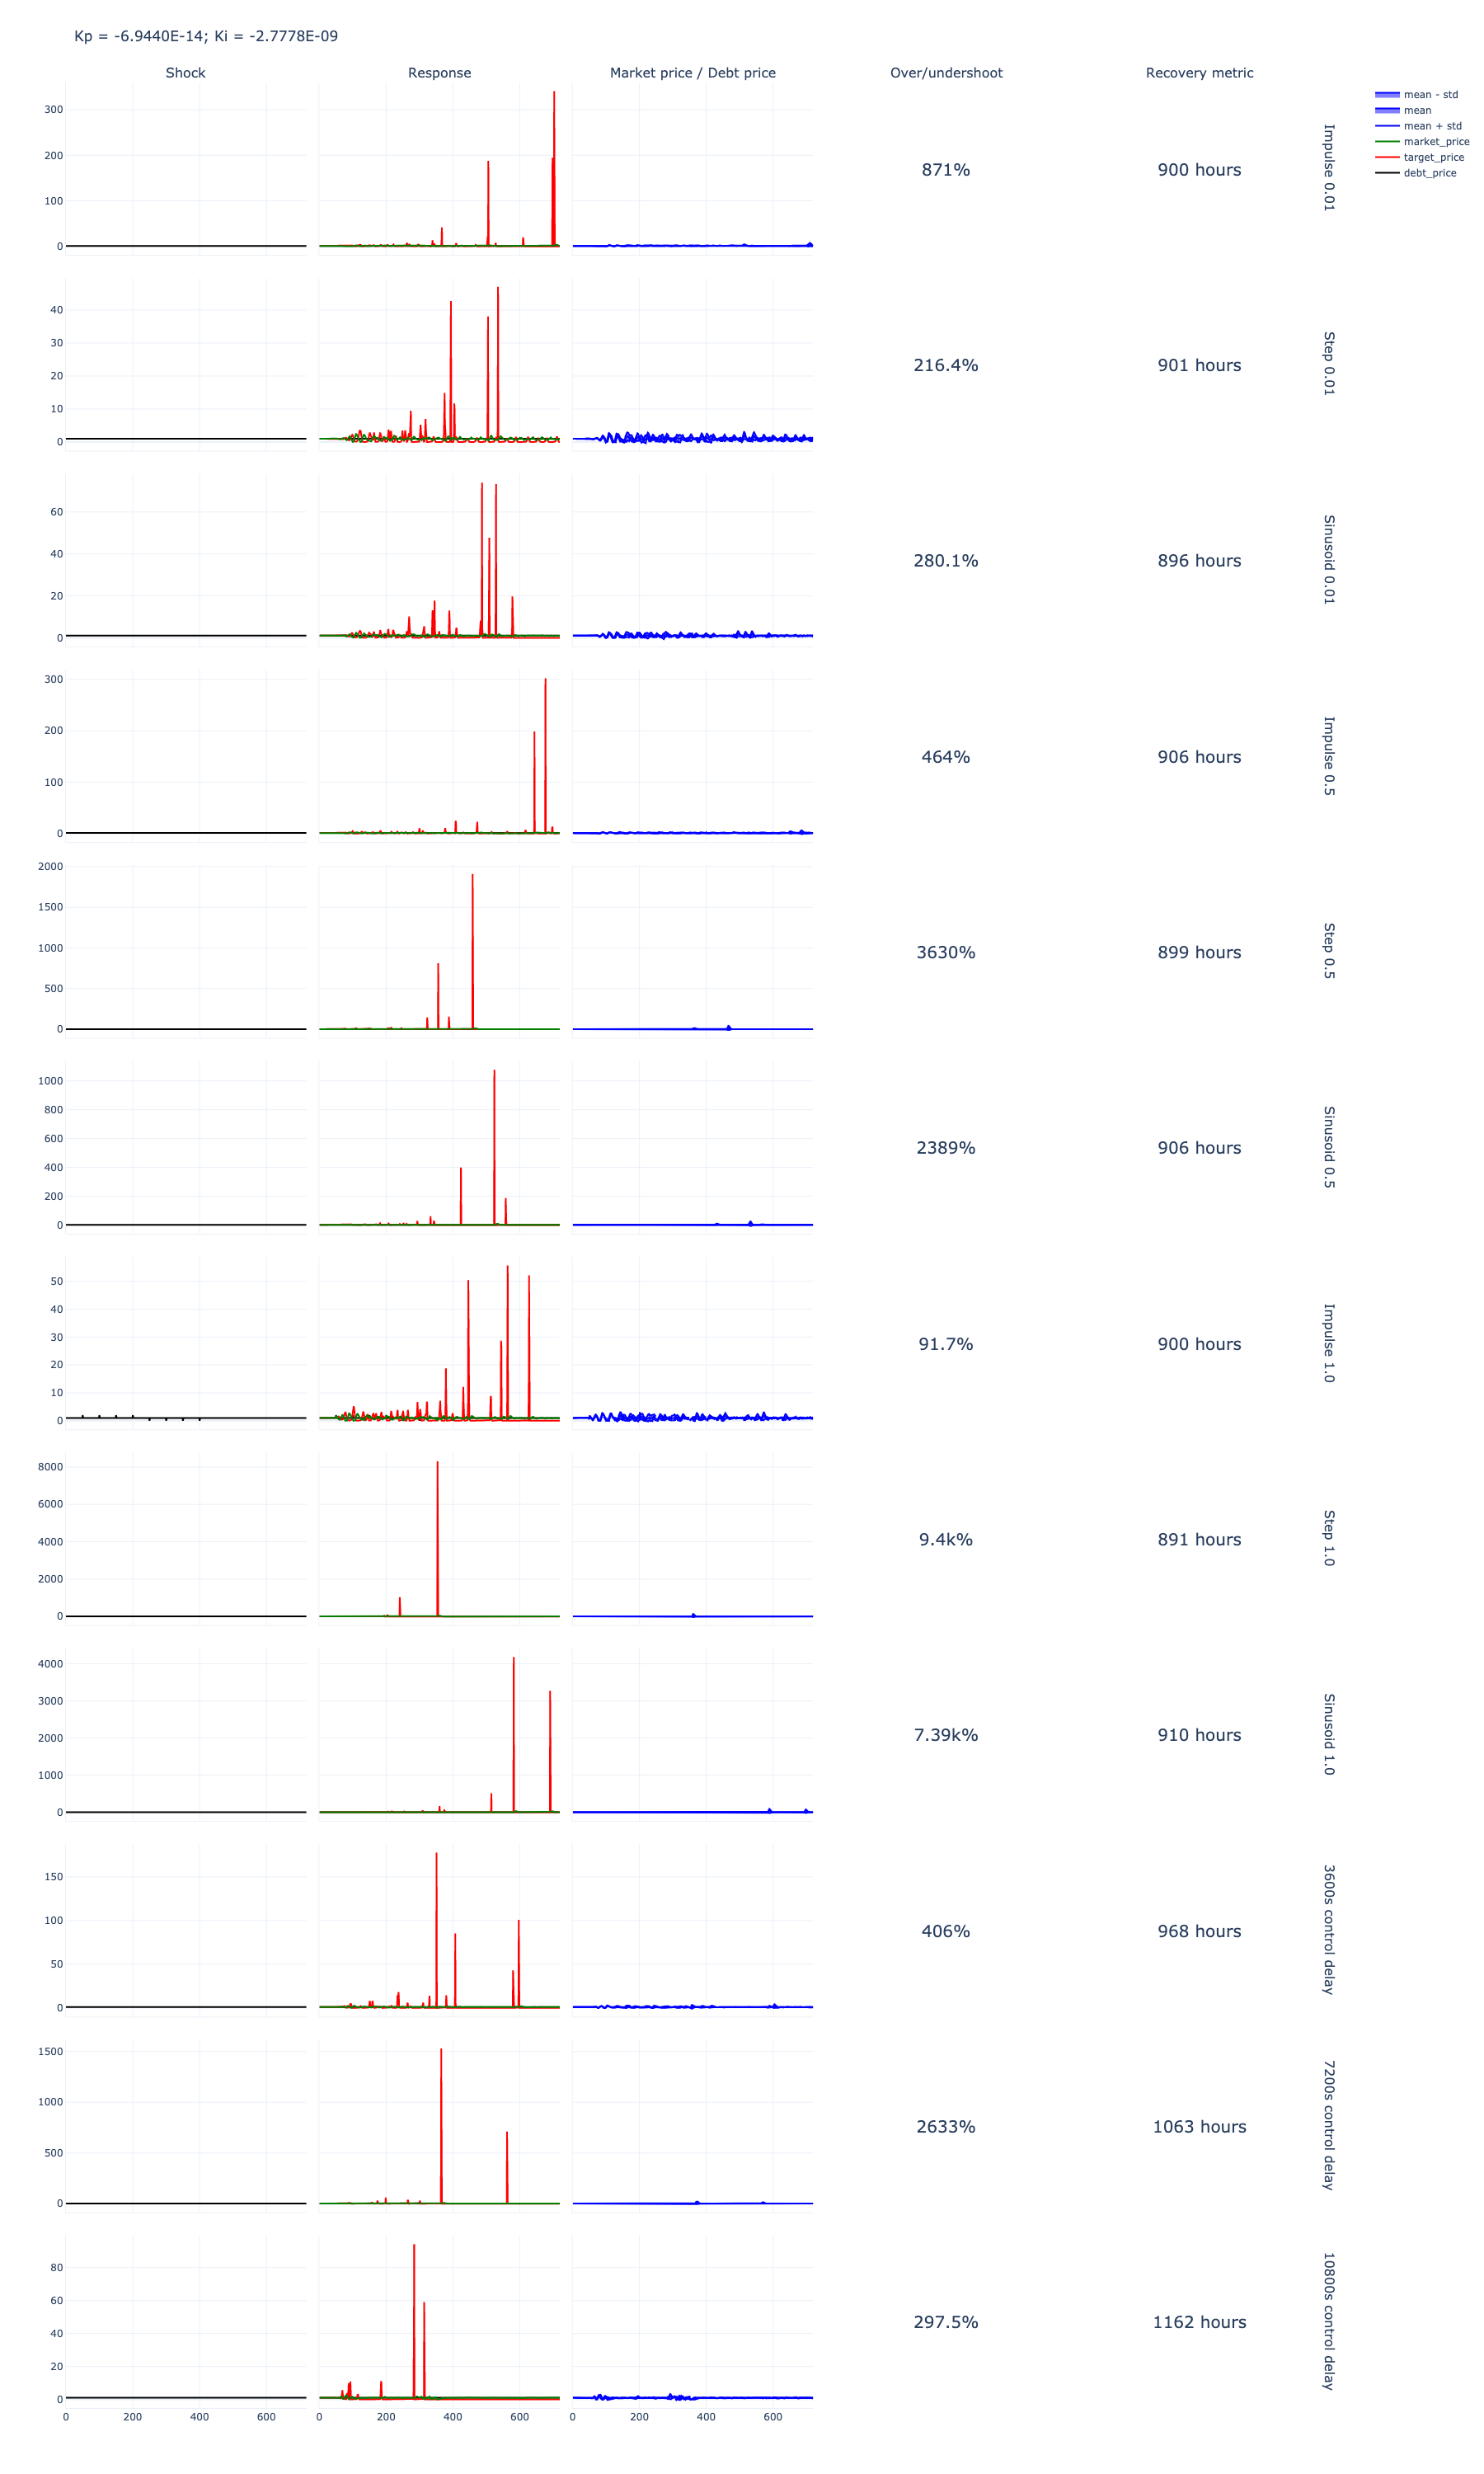 Kp = -6.9440E-14; Ki = -2.7778E-09
Shock
Response
Market price / Debt price
Over/undershoot
Recovery metric
mean - std
mean
mean + std
market_price
target_price
debt_price
300
200
100
0
871%
900 hours
Impulse 0.01
40
30
20
10
0
216.4%
901 hours
Step 0.01
60
40
20
0
280.1%
896 hours
Sinusoid 0.01
300
200
100
0
464%
906 hours
Impulse 0.5
2000
1500
1000
500
0
3630%
899 hours
Step 0.5
1000
800
600
400
200
0
2389%
906 hours
Sinusoid 0.5
50
40
30
20
10
0
91.7%
900 hours
Impulse 1.0
8000
6000
4000
2000
0
9.4k%
891 hours
Step 1.0
4000
3000
2000
1000
0
7.39k%
910 hours
Sinusoid 1.0
150
100
50
0
406%
968 hours
3600s control delay
1500
1000
500
0
2633%
1063 hours
7200s control delay
80
60
40
20
0
297.5%
1162 hours
10800s control delay
0 200 400 600
0 200 400 600
0 200 400 600